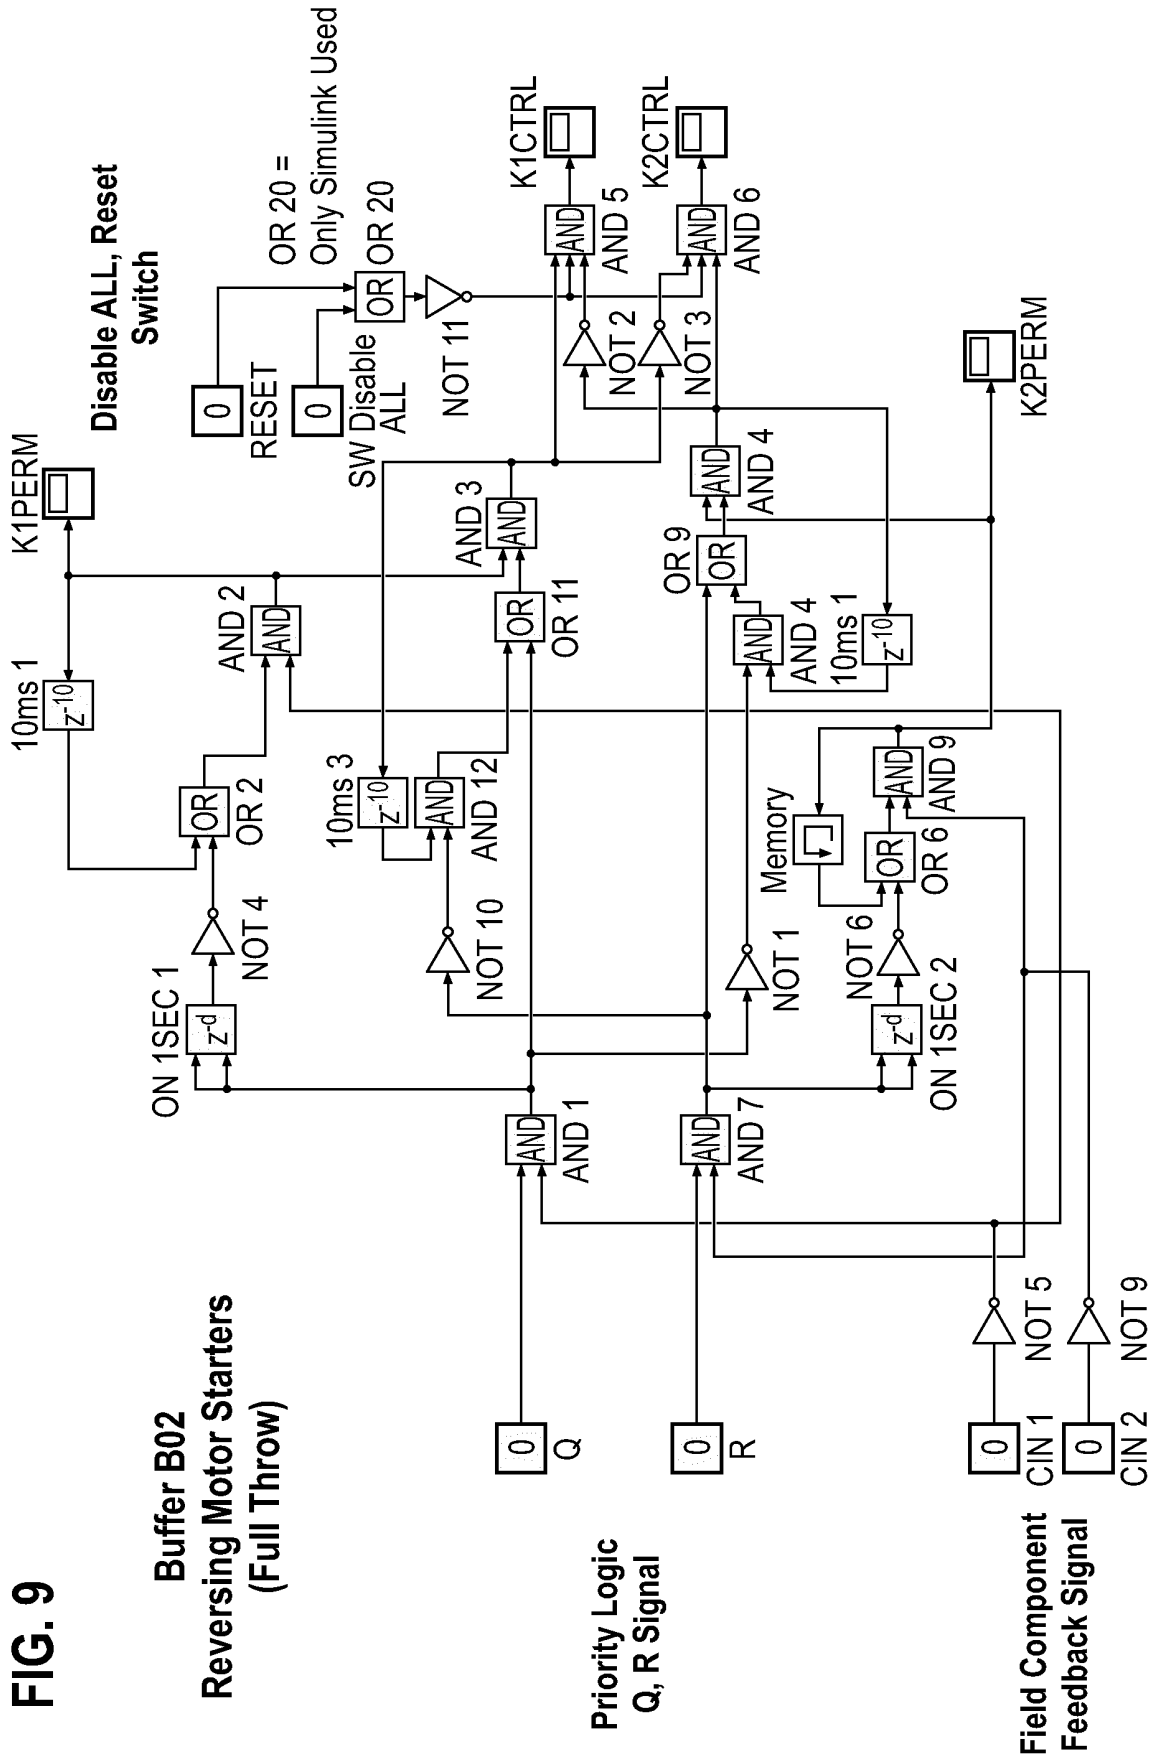 FIG. 9
Buffer B02
Reversing Motor Starters
(Full Throw)
Disable ALL, Reset
Switch
Priority Logic
Q, R Signal
Field Component
Feedback Signal
0
Q
0
R
0
CIN 1
0
CIN 2
NOT 5
NOT 9
AND
AND 1
AND
AND 7
ON 1SEC 1
z-d
NOT 4
OR
OR 2
10ms 1
z-10
K1PERM
AND 2
AND
NOT 10
10ms 3
z-10
AND
AND 12
OR
OR 11
AND 3
AND
NOT 1
ON 1SEC 2
z-d
NOT 6
Memory
OR
OR 6
AND
AND 9
AND
AND 4
10ms 1
z-10
OR 9
OR
AND
AND 4
K2PERM
0
RESET
0
SW Disable
ALL
OR 20 =
Only Simulink Used
OR
OR 20
NOT 11
NOT 2
NOT 3
AND
AND 5
AND
AND 6
K1CTRL
K2CTRL